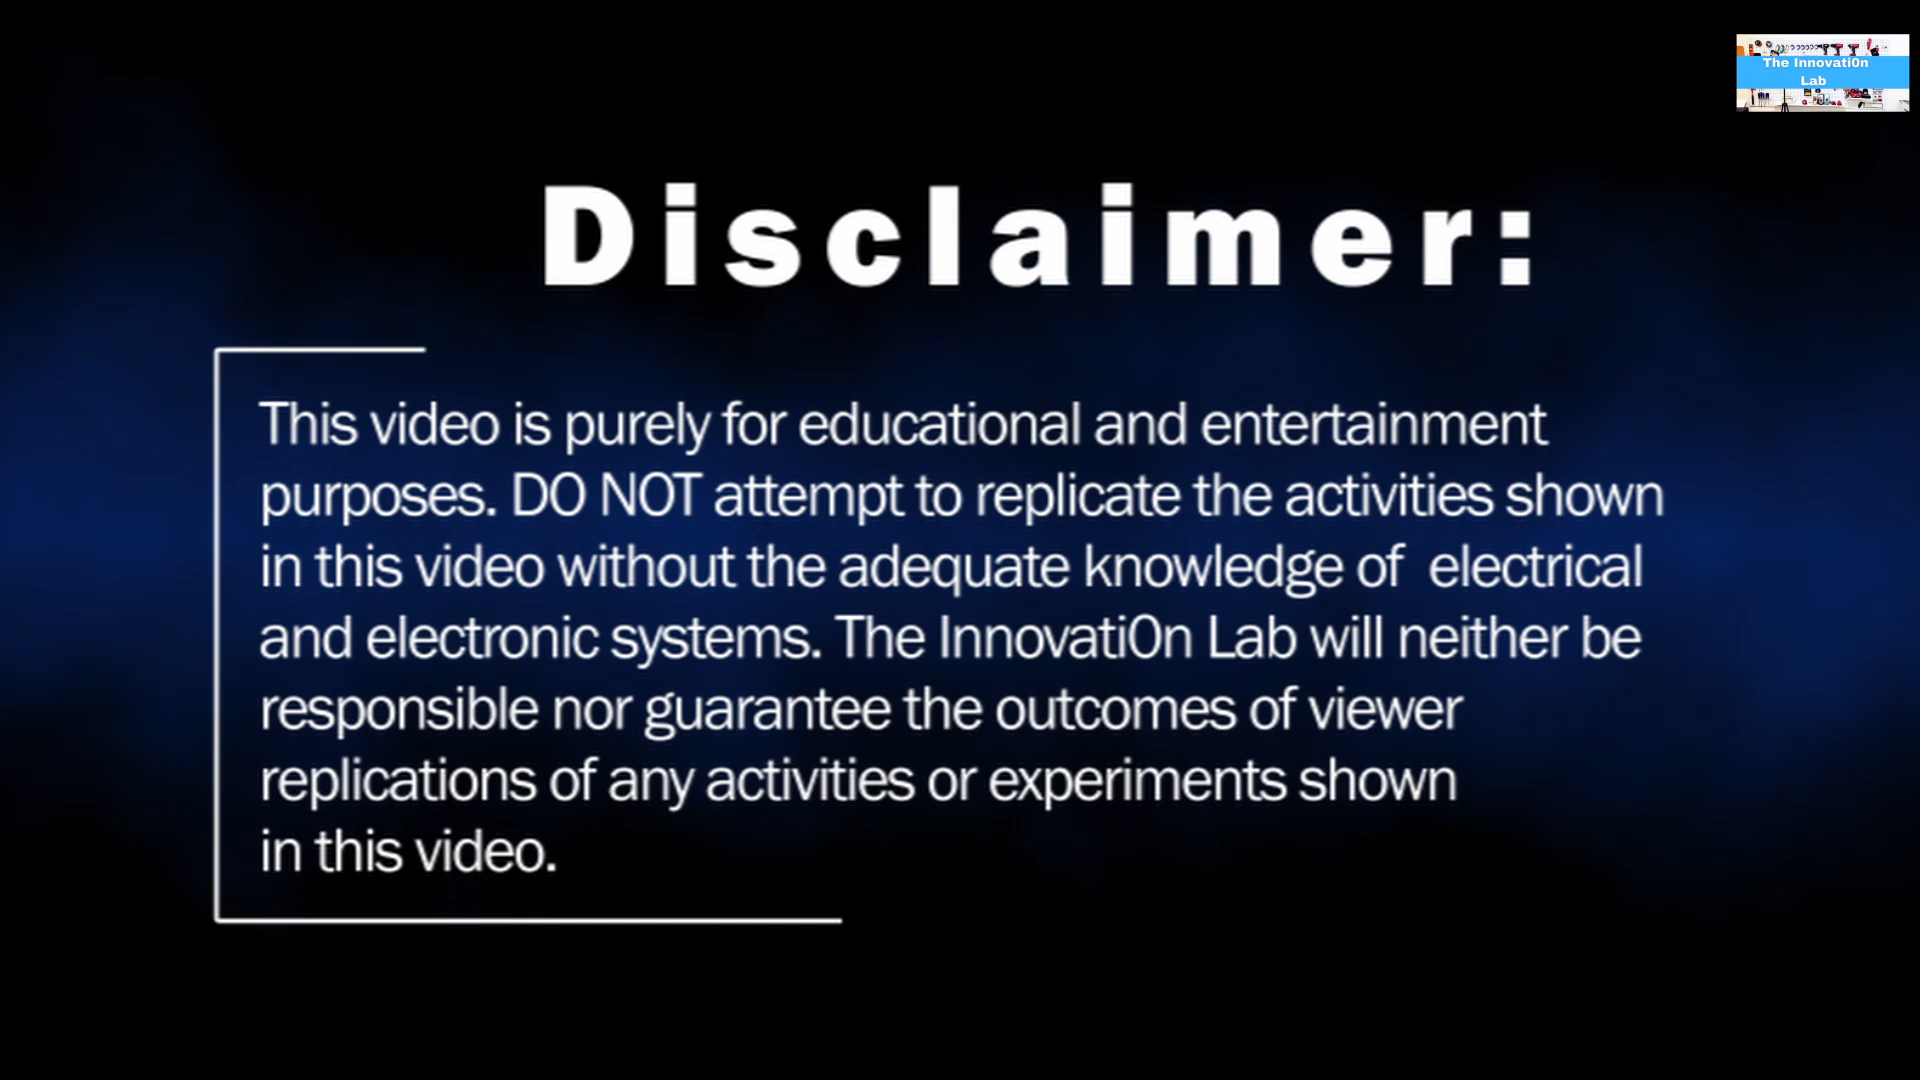 The Innovati0n
Lab
Disclaimer:
This video is purely for educational and entertainment
purposes. DO NOT attempt to replicate the activities shown
in this video without the adequate knowledge of  electrical
and electronic systems. The Innovati0n Lab will neither be
responsible nor guarantee the outcomes of viewer
replications of any activities or experiments shown
in this video.